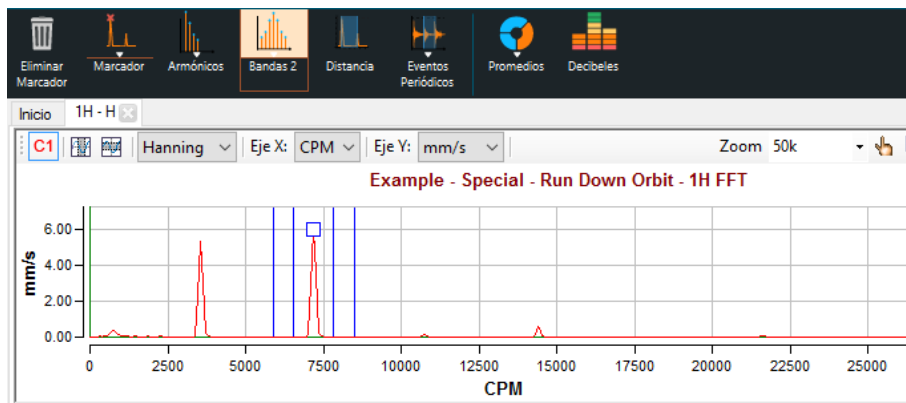 Eliminar Marcador
Marcador
Armónicos
Bandas 2
Distancia
Eventos Periódicos
Promedios
Decibeles
Inicio
1H - H
C1
Hanning
Eje X:
CPM
Eje Y:
mm/s
Zoom
50k
Example - Special - Run Down Orbit - 1H FFT
mm/s
6.00
4.00
2.00
0.00
0 2500 5000 7500 10000 12500 15000 17500 20000 22500 25000
CPM